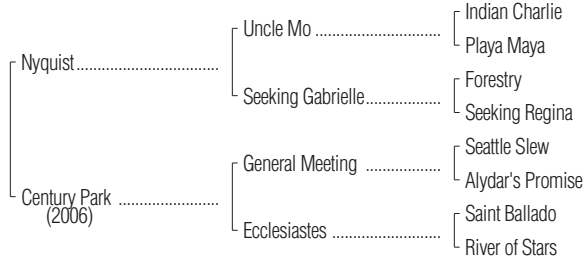 Indian Charlie
Uncle Mo
Playa Maya
Nyquist
Forestry
Seeking Gabrielle
Seeking Regina
Seattle Slew
General Meeting
Alydar's Promise
Century Park
(2006)
Saint Ballado
Ecclesiastes
River of Stars